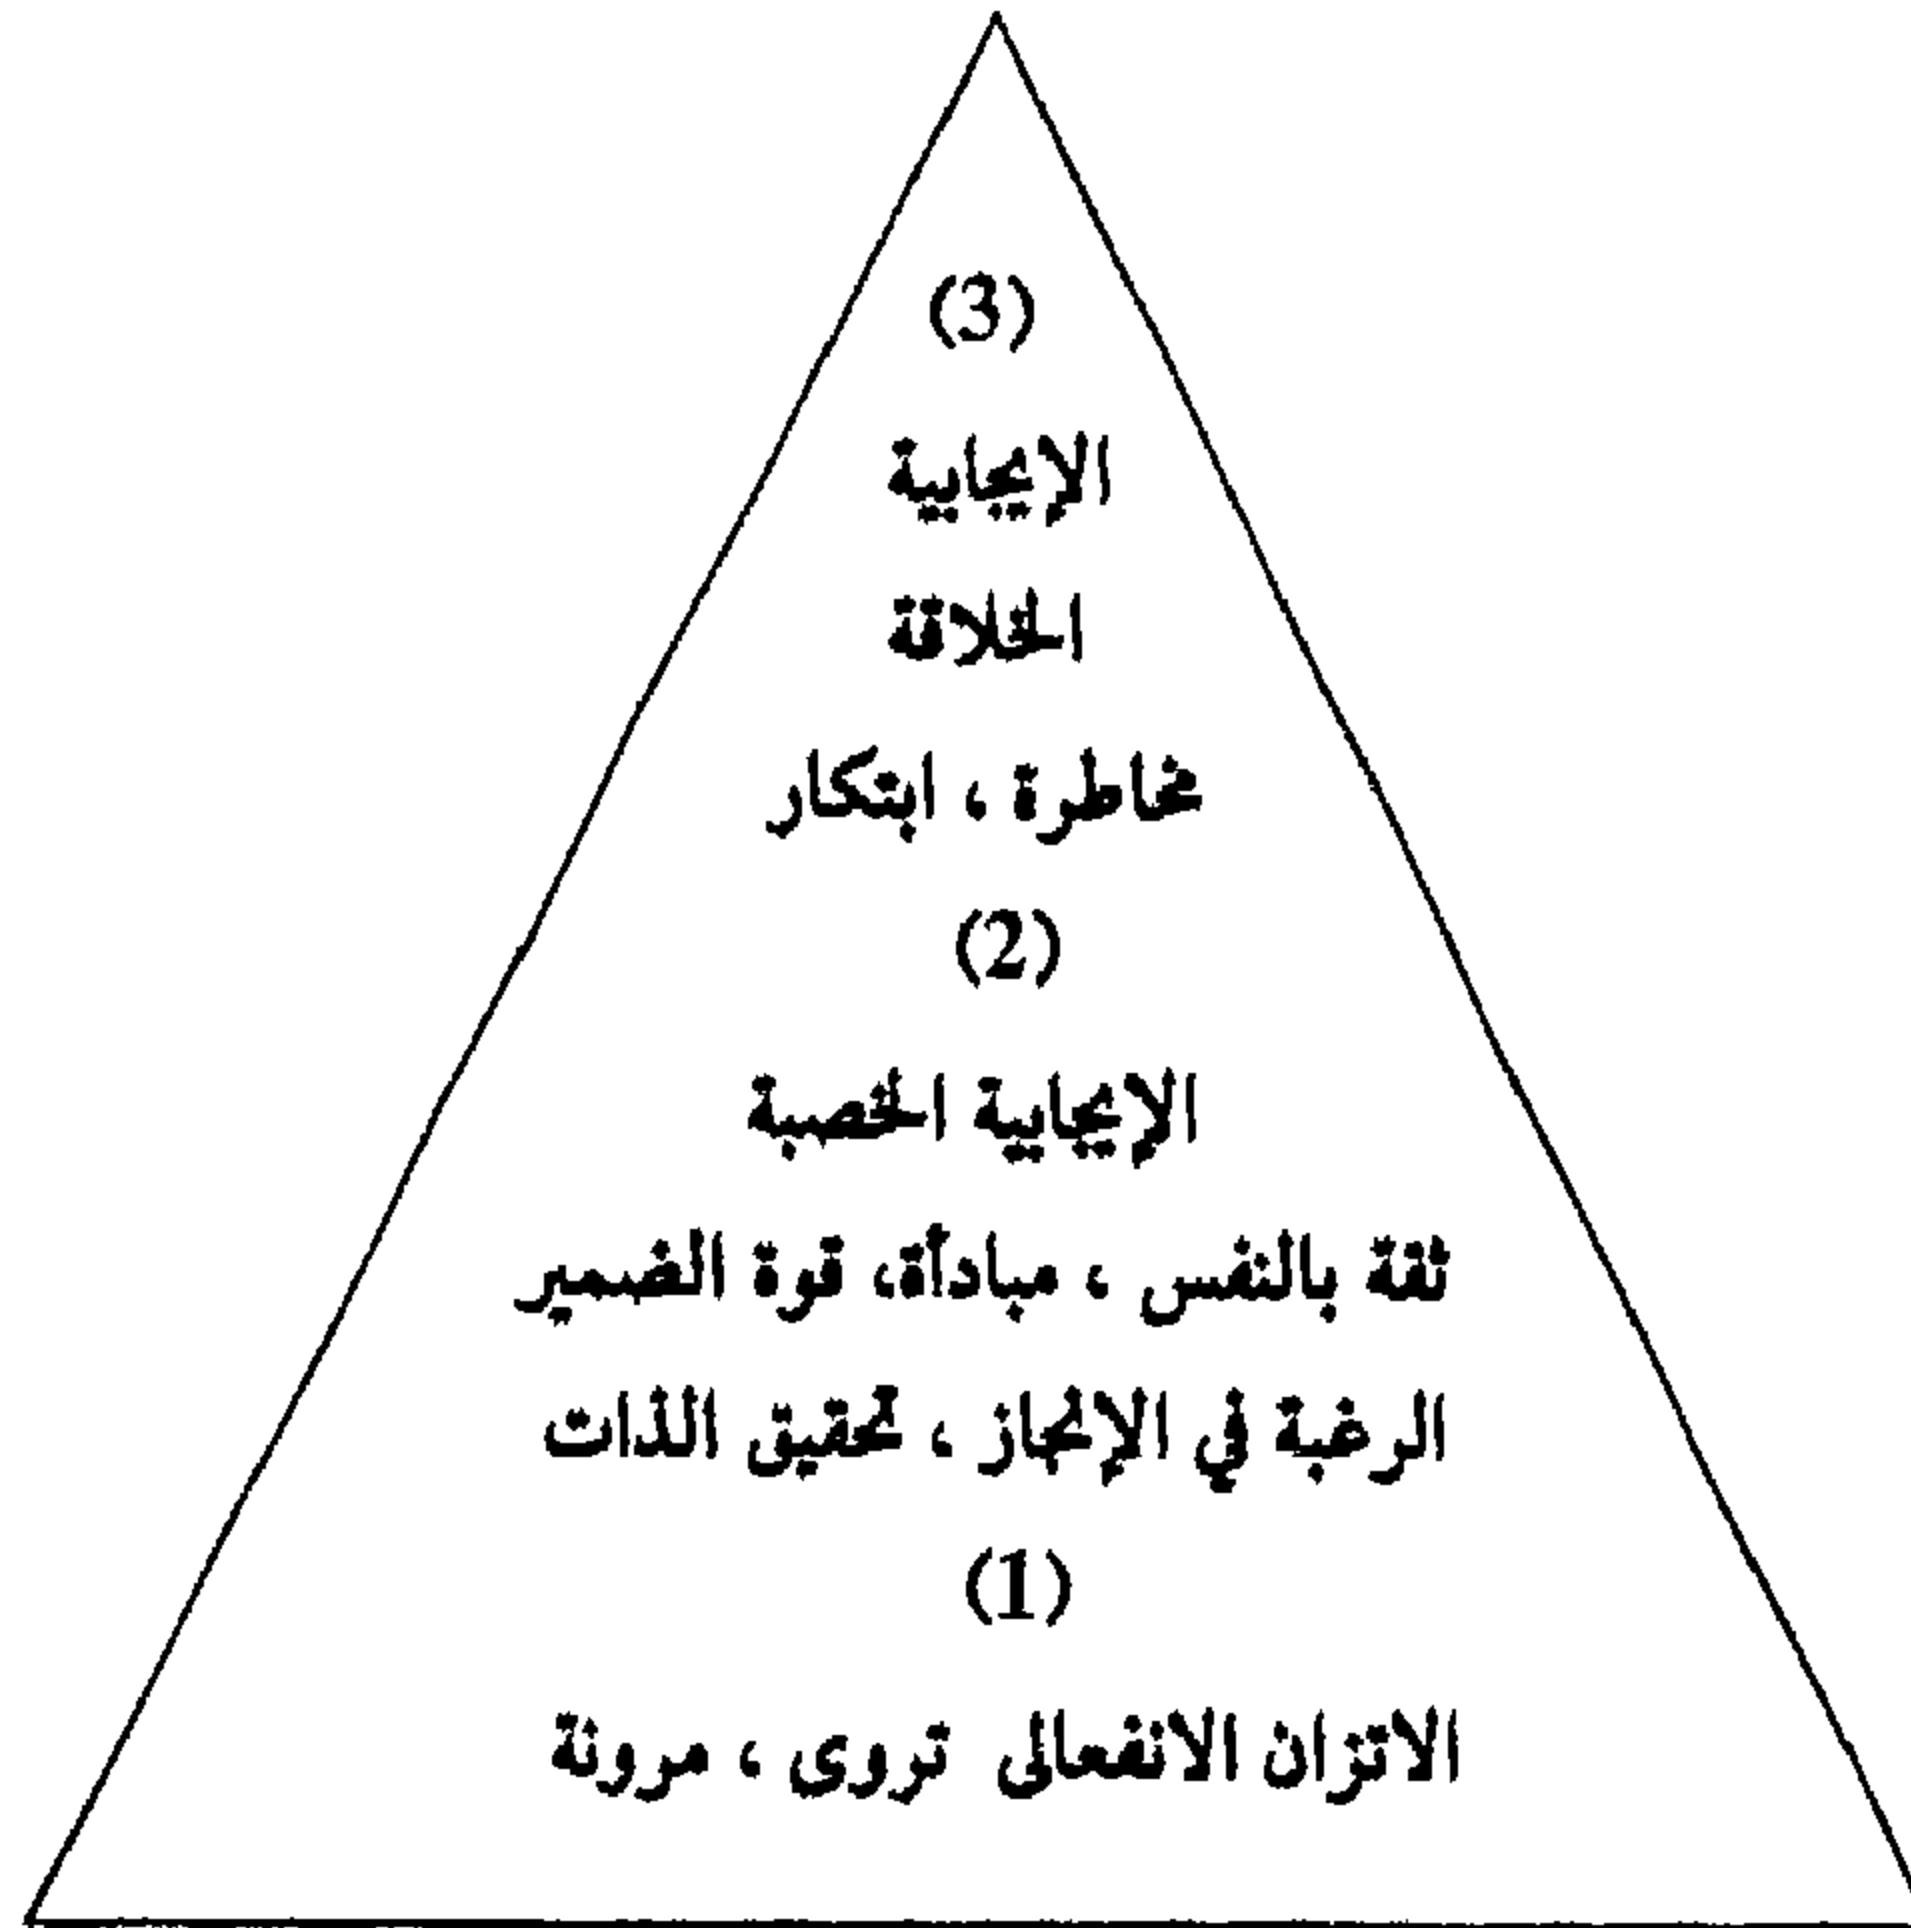 (3)
الإيجابية
الخلاقة
مخاطرة ، ابتكار
(2)
الإيجابية الخصبة
ثقة بالنفس ، مبادأة، قوة الضمير
الرغبة في الإنجاز ، تحقيق الذات
(1)
الاتزان الانفعالى تروى ، مرونة